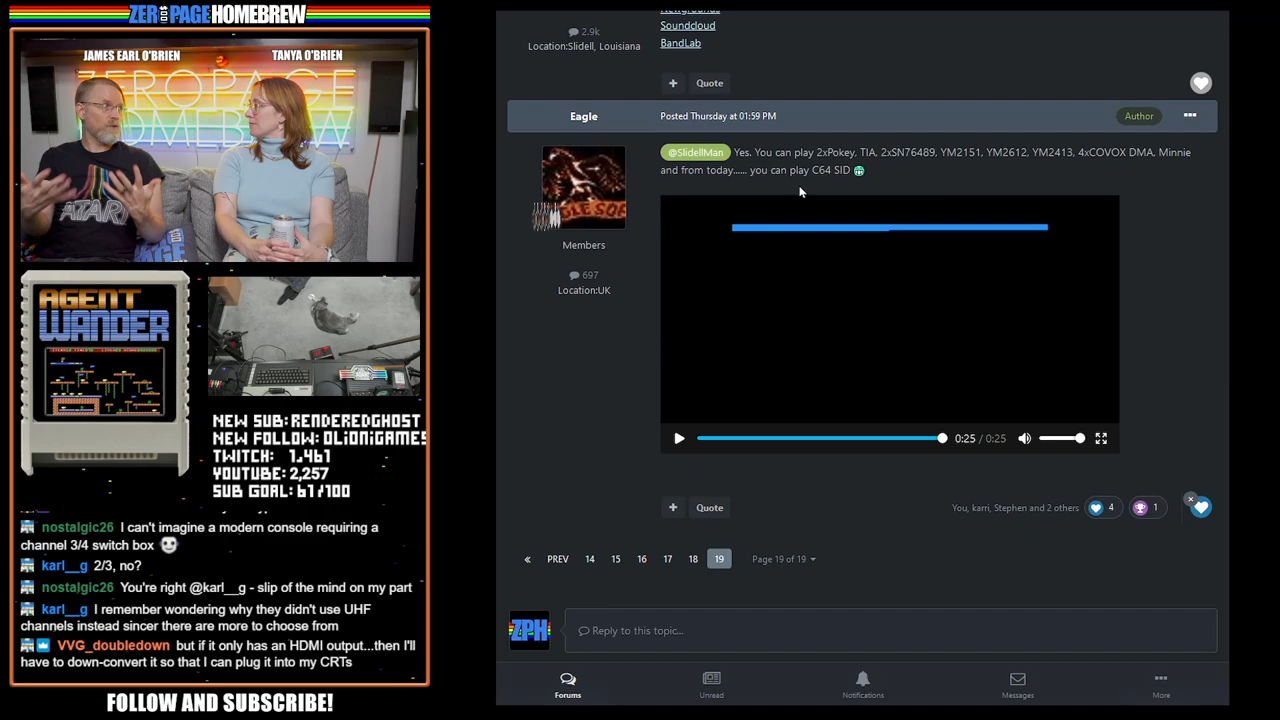 ZEROPAGE HOMEBREW
JAMES EARL O'BRIEN
TANYA O'BRIEN
ZEROPAGE
HOMEBREW
ATARI
AGENT
WANDER
NEW SUB:RENDEREDGHOST
NEW FOLLOW:OLIONIGAMES
TWITCH: 1,461
YOUTUBE: 2,257
SUB GOAL: 67/100
nostalgic26 I can't imagine a modern console requiring a
channel 3/4 switch box
karl__g 2/3, no?
nostalgic26 You're right @karl__g - slip of the mind on my part
karl__g I remember wondering why they didn't use UHF
channels instead sincer there are more to choose from
VVG_doubledown but if it only has an HDMI output...then I'll
have to down-convert it so that I can plug it into my CRTs
FOLLOW AND SUBSCRIBE!
Newgrounds
Soundcloud
BandLab
2.9k
Location:Slidell, Louisiana
+ Quote
Eagle
Posted Thursday at 01:59 PM
Author
@SlidellMan Yes. You can play 2xPokey, TIA, 2xSN76489, YM2151, YM2612, YM2413, 4xCOVOX DMA, Minnie
and from today...... you can play C64 SID
Members
697
Location:UK
0:25 / 0:25
+ Quote
You, karri, Stephen and 2 others
4
1
« PREV 14 15 16 17 18 19 Page 19 of 19
ZPH
Reply to this topic...
Forums
Unread
Notifications
Messages
More